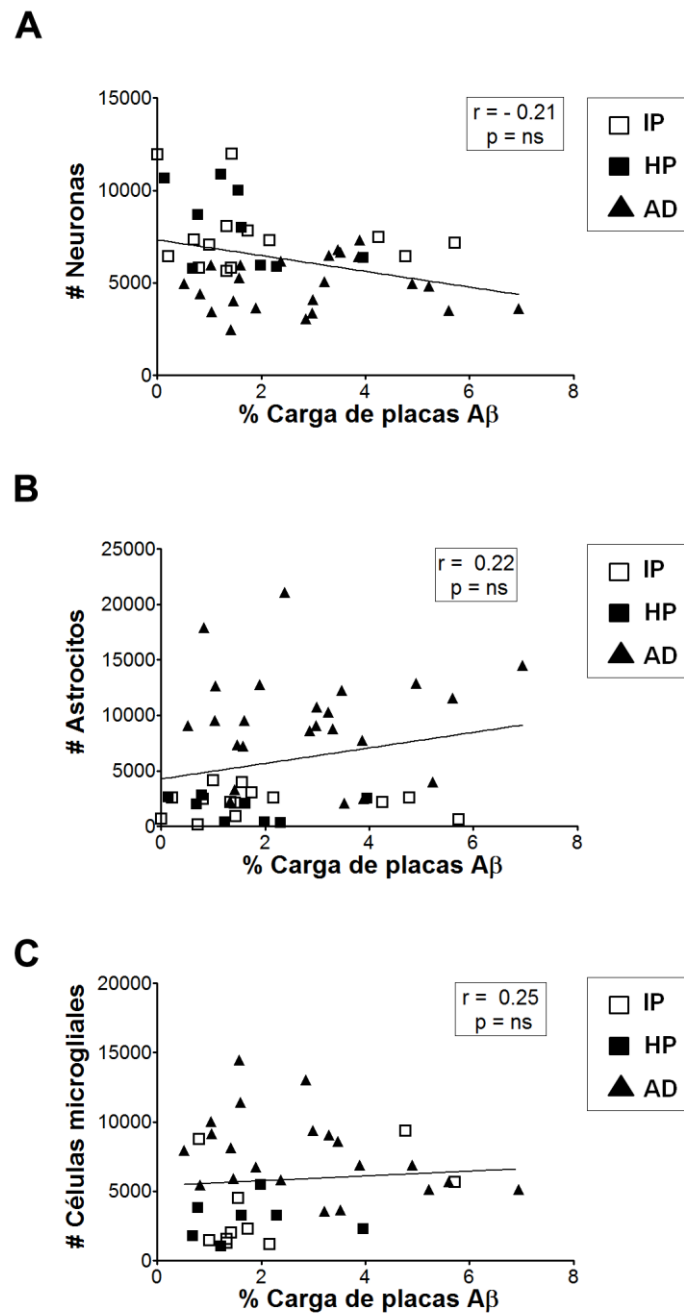 A
15000
10000
5000
0
# Neuronas
0 2 4 6 8
% Carga de placas Aβ
r = - 0.21
p = ns
IP
HP
AD
B
25000
20000
15000
10000
5000
0
# Astrocitos
0 2 4 6 8
% Carga de placas Aβ
r = 0.22
p = ns
IP
HP
AD
C
20000
15000
10000
5000
0
# Células microgliales
0 2 4 6 8
% Carga de placas Aβ
r = 0.25
p = ns
IP
HP
AD